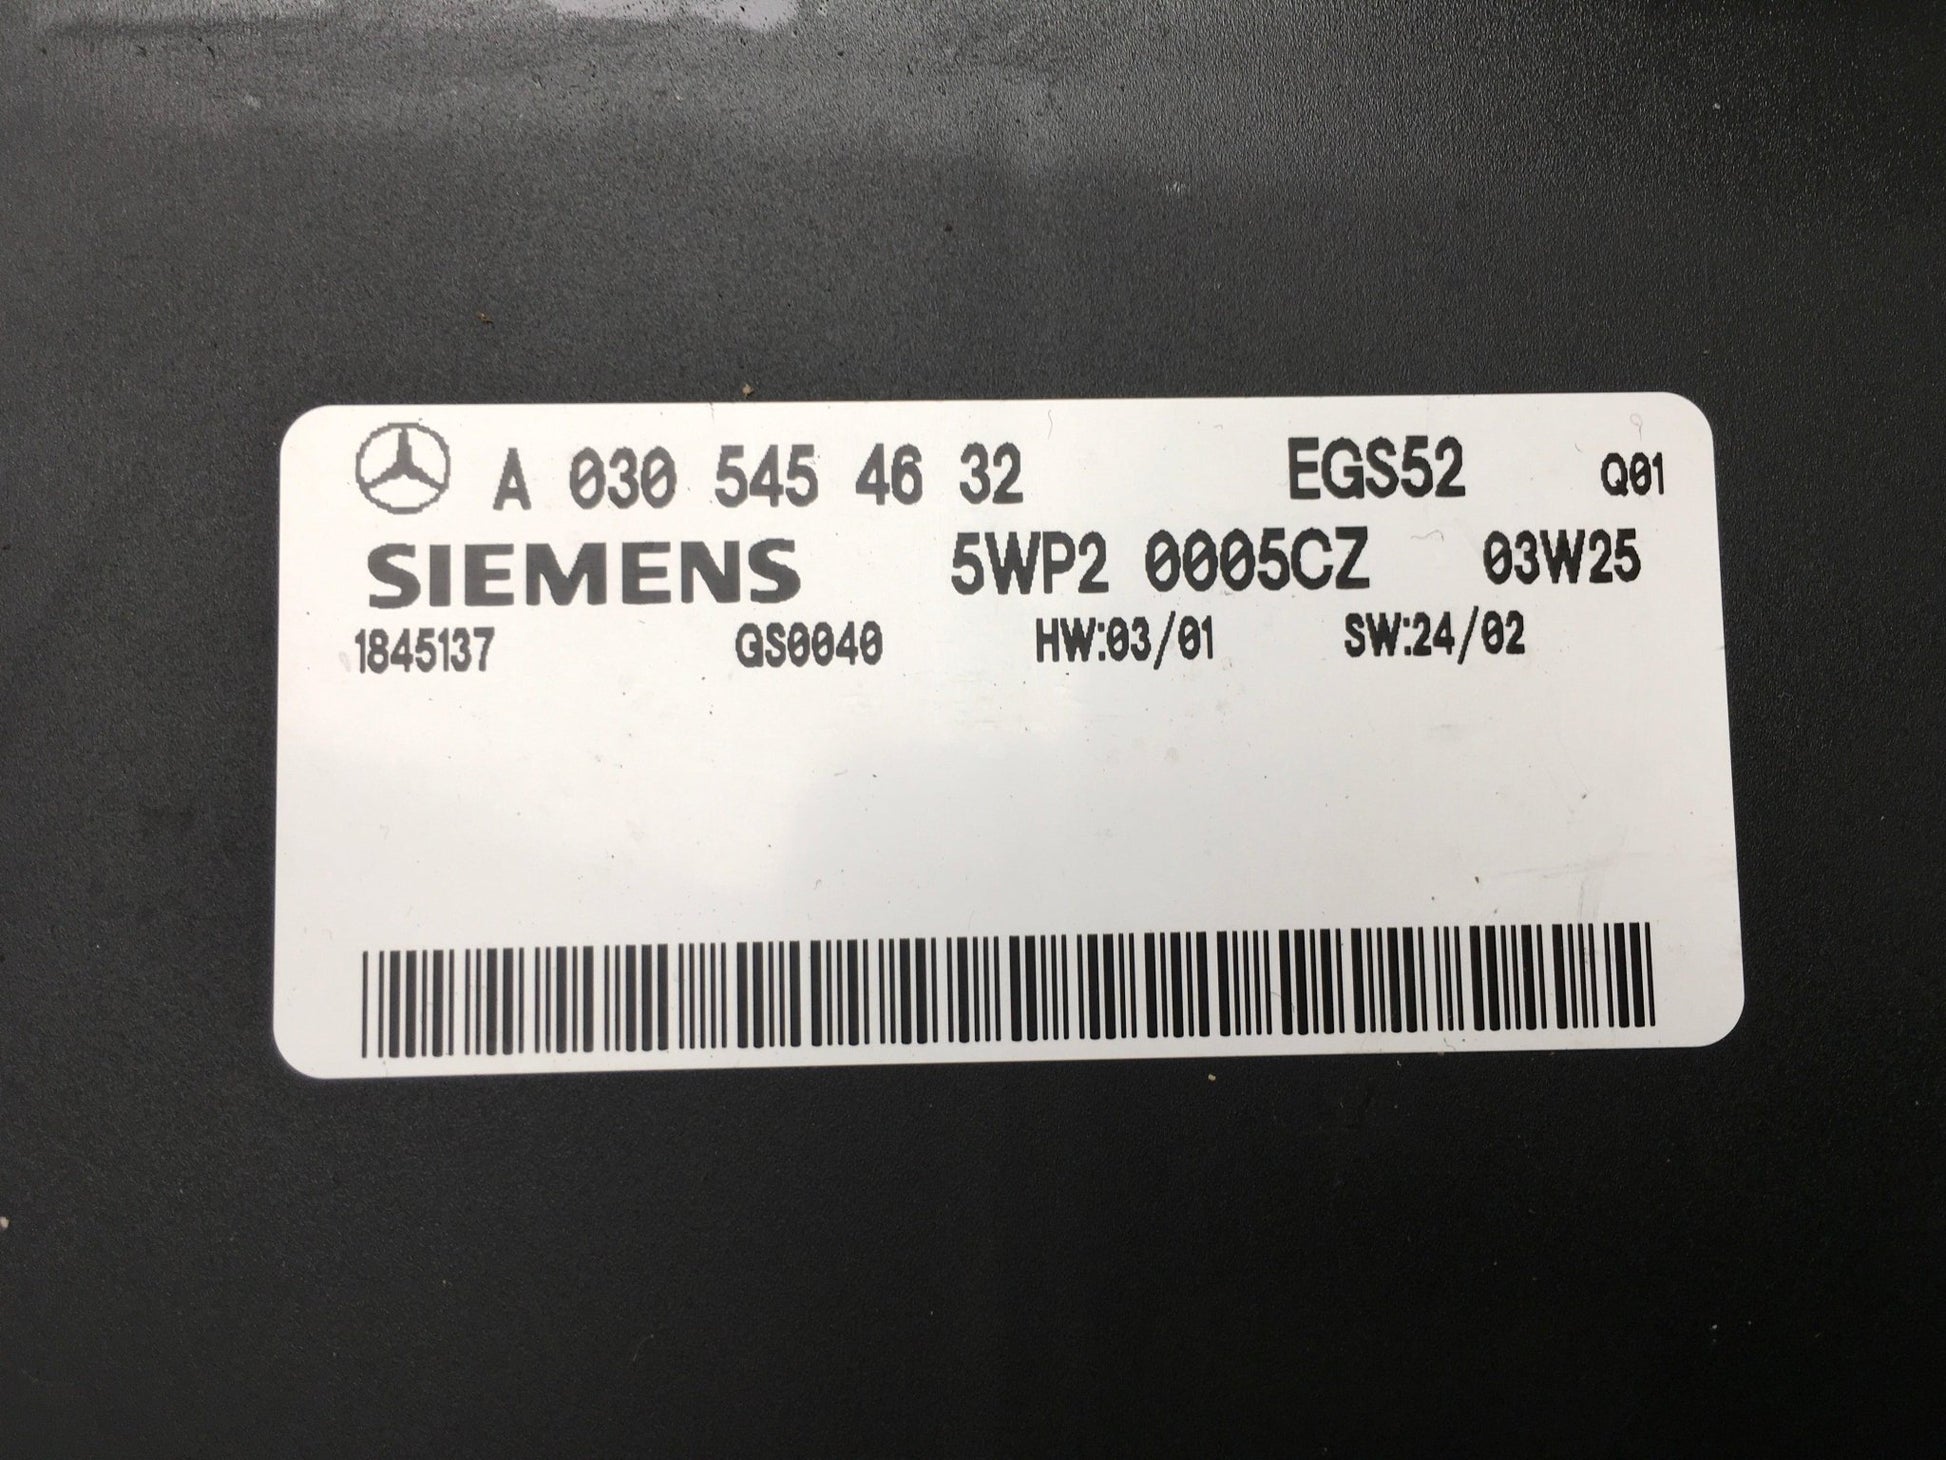 A 030 545 46 32 EGS52 Q01
SIEMENS 5WP2 0005CZ 03W25
1845137 GS0040 HW:03/01 SW:24/02